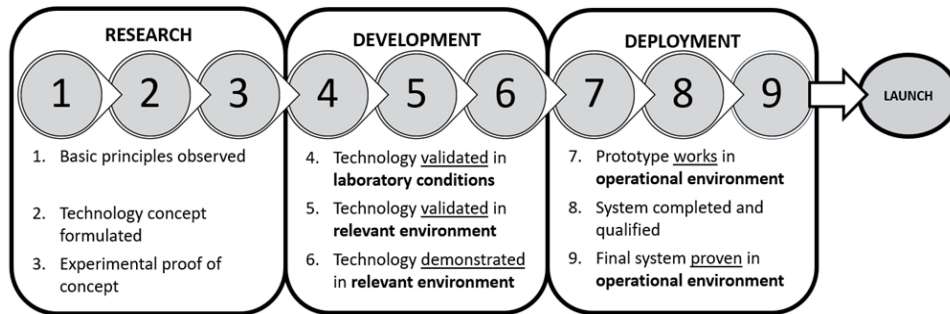 RESEARCH
1 2 3
1. Basic principles observed
2. Technology concept
formulated
3. Experimental proof of
concept
DEVELOPMENT
4 5 6
4. Technology validated in
laboratory conditions
5. Technology validated in
relevant environment
6. Technology demonstrated
in relevant environment
DEPLOYMENT
7 8 9
7. Prototype works in
operational environment
8. System completed and
qualified
9. Final system proven in
operational environment
LAUNCH